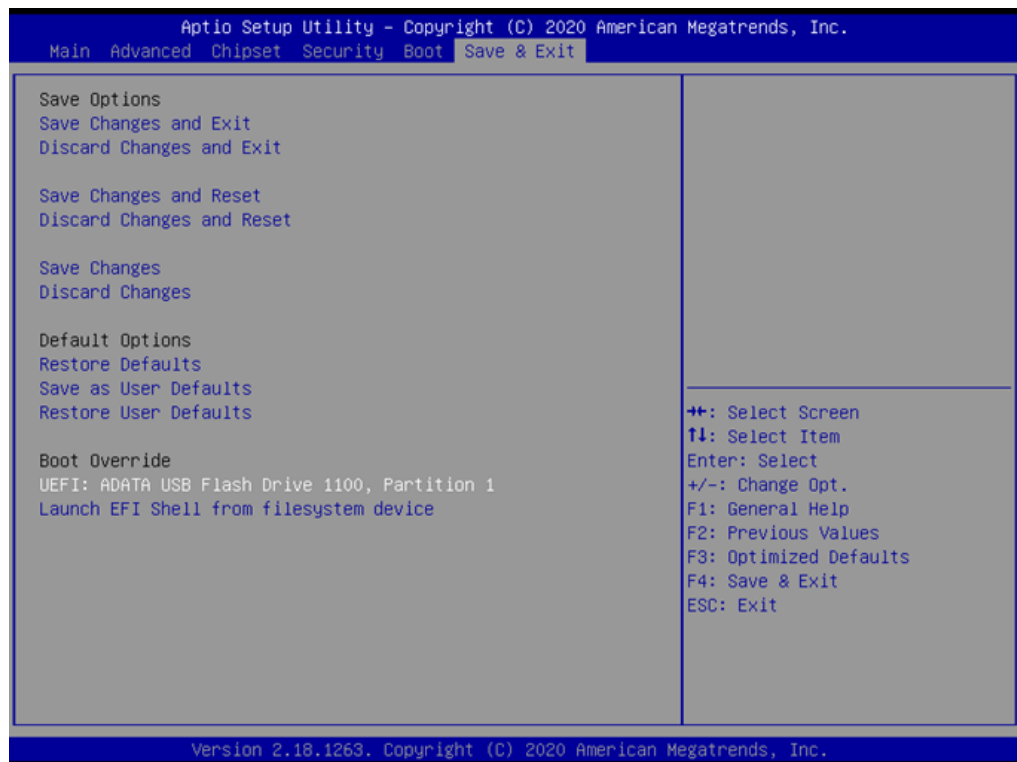 Aptio Setup Utility – Copyright (C) 2020 American Megatrends, Inc.
Main Advanced Chipset Security Boot Save & Exit
Save Options
Save Changes and Exit
Discard Changes and Exit
Save Changes and Reset
Discard Changes and Reset
Save Changes
Discard Changes
Default Options
Restore Defaults
Save as User Defaults
Restore User Defaults
Boot Override
UEFI: ADATA USB Flash Drive 1100, Partition 1
Launch EFI Shell from filesystem device
→←: Select Screen
↑↓: Select Item
Enter: Select
+/-: Change Opt.
F1: General Help
F2: Previous Values
F3: Optimized Defaults
F4: Save & Exit
ESC: Exit
Version 2.18.1263. Copyright (C) 2020 American Megatrends, Inc.